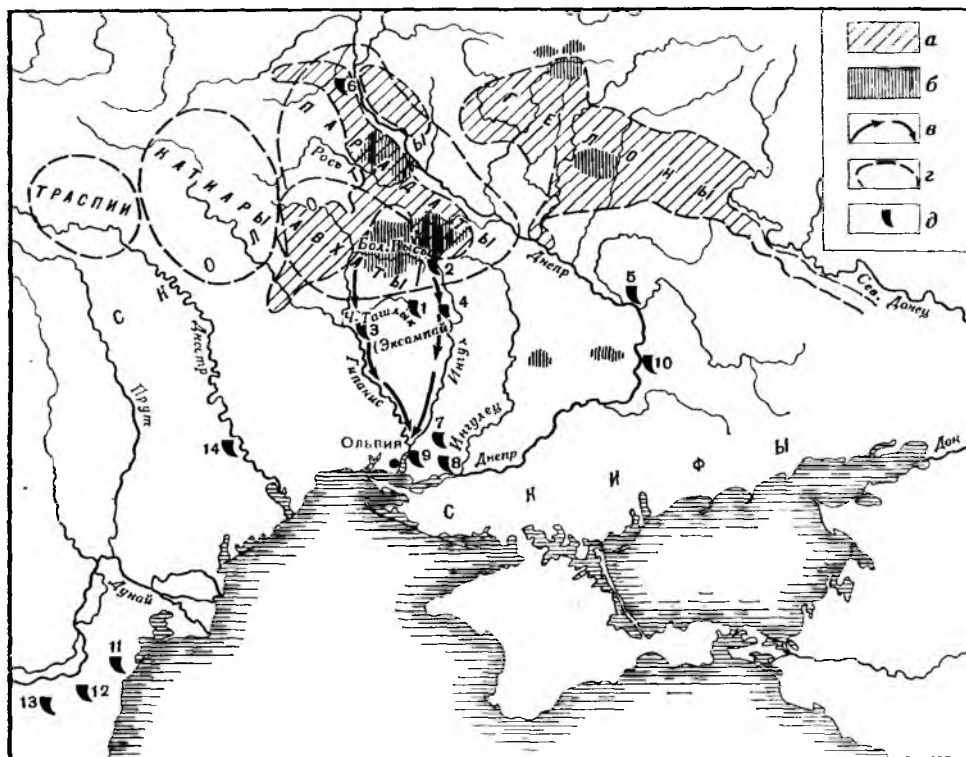 а
б
в
г
д
6
ПАРАЛАТЫ
ГЕЛОНЫ
Рось
КАТИАРЫ
ТРАСПИИ
АВХАТЫ
Бол. Высь
2
Днепр
Сев. Донец
5
1
4
Ч. Ташлык
3
(Эксампай)
10
Гипанис
Ингул
Ингулец
Днестр
Прут
СКОЛОТЫ
14
7
Ольвия
9
8
Днепр
СКИФЫ
Дон
Дунай
11
12
13